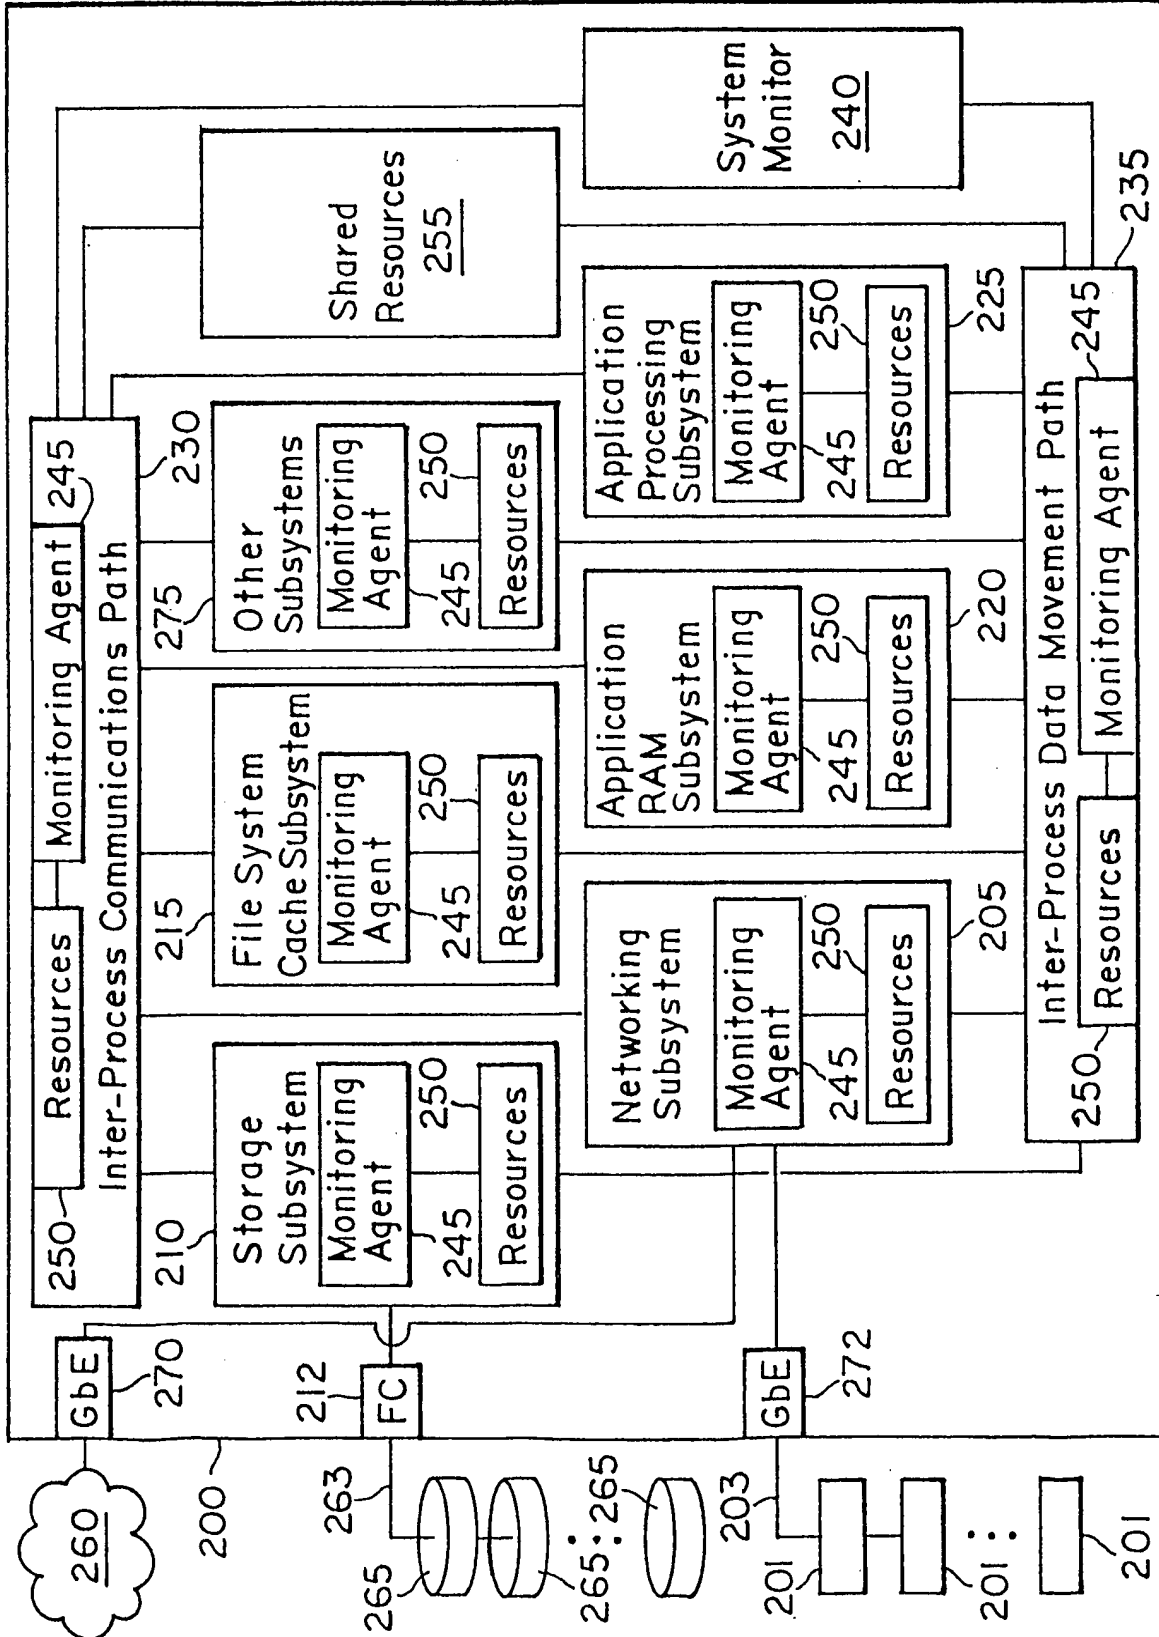 260
GbE
270
200
250
Resources
Monitoring Agent
245
Inter-Process Communications Path
230
210
Storage
Subsystem
Monitoring
Agent
245
250
Resources
215
File System
Cache Subsystem
Monitoring
Agent
245
250
Resources
275
Other
Subsystems
Monitoring
Agent
245
250
Resources
Shared
Resources
255
263
212
FC
265
265
265
203
GbE
272
201
201
201
Networking
Subsystem
Monitoring
Agent
245
250
Resources
205
Application
RAM
Subsystem
Monitoring
Agent
245
250
Resources
220
Application
Processing
Subsystem
Monitoring
Agent
245
250
Resources
225
System
Monitor
240
Inter-Process Data Movement Path
250
Resources
Monitoring Agent
245
235